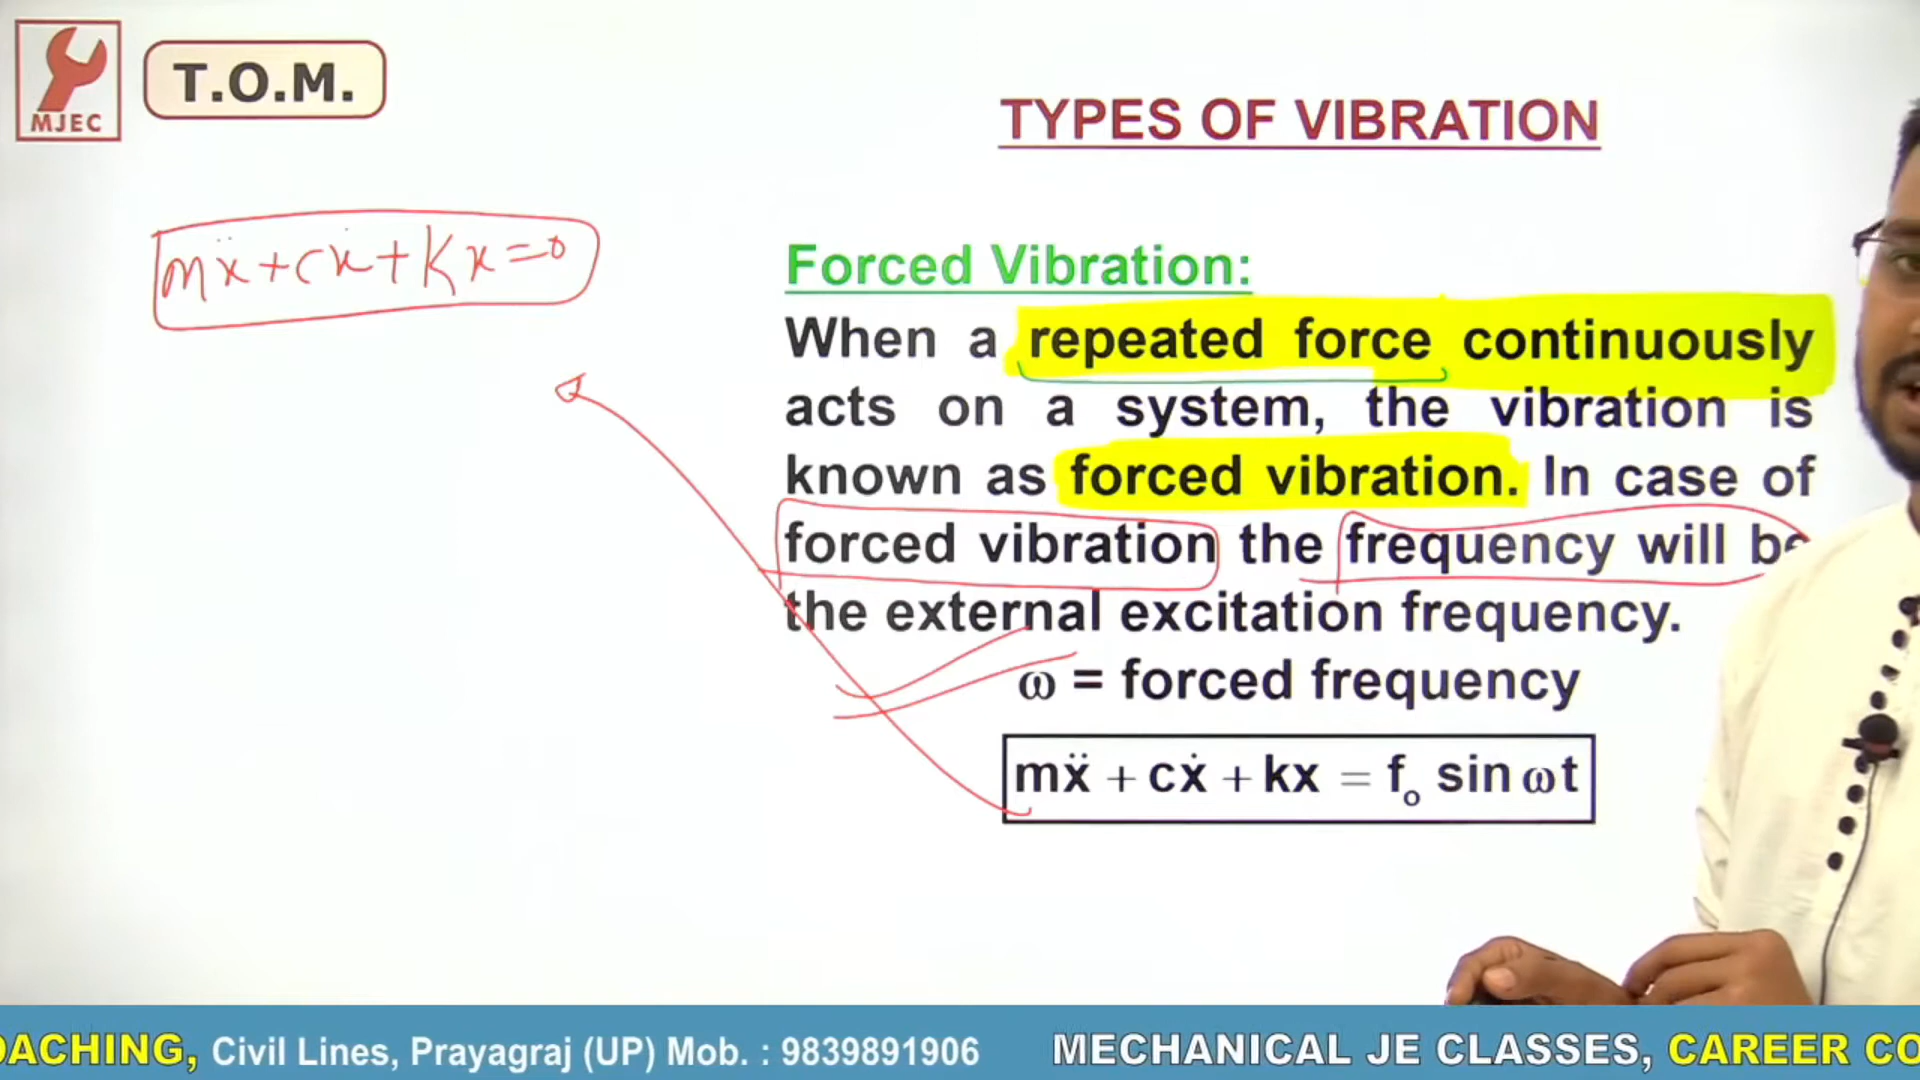 MJEC
T.O.M.
TYPES OF VIBRATION
mẍ+cẋ+Kx=0
Forced Vibration:
When a repeated force continuously
acts on a system, the vibration is
known as forced vibration. In case of
forced vibration the frequency will be
the external excitation frequency.
ω = forced frequency
mẍ + cẋ + kx = fₒ sin ωt
OACHING, Civil Lines, Prayagraj (UP) Mob. : 9839891906 MECHANICAL JE CLASSES, CAREER CO